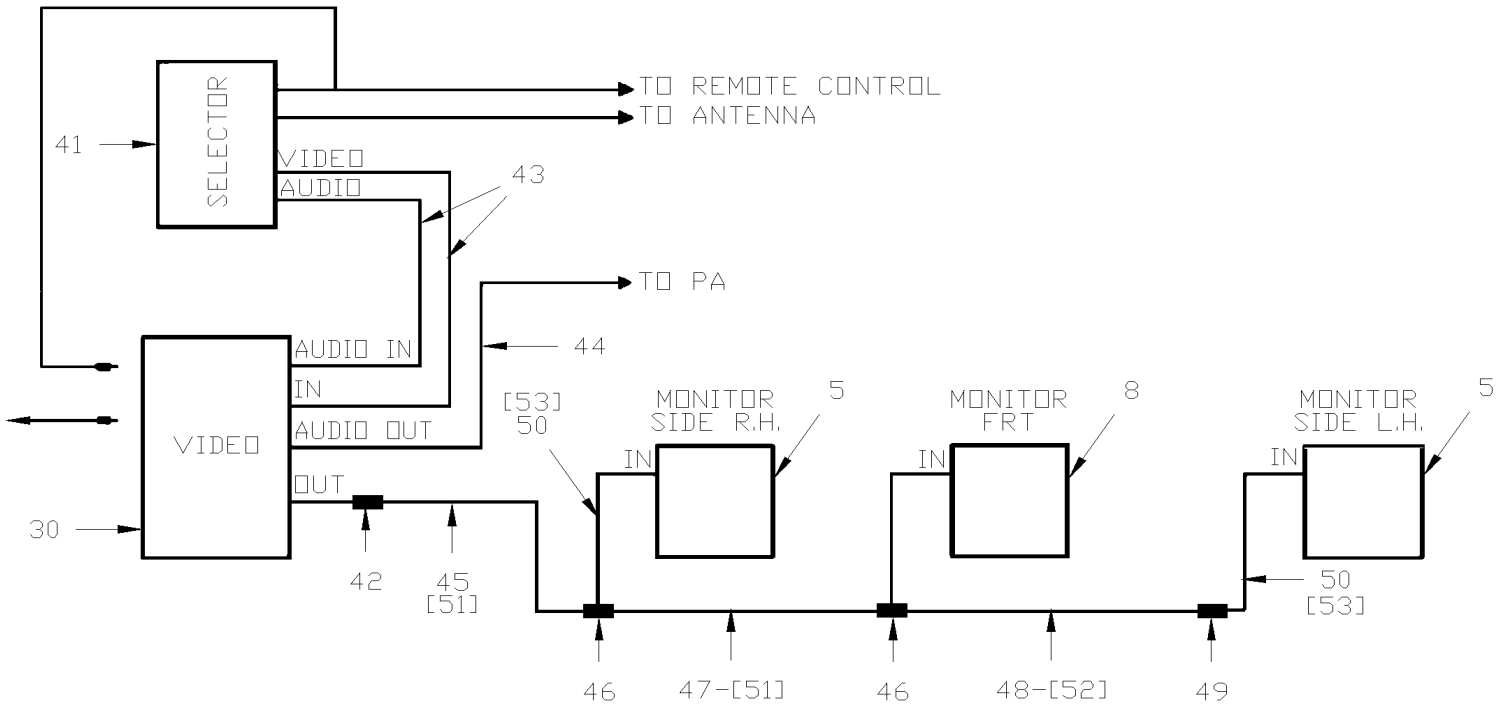 TO REMOTE CONTROL
TO ANTENNA
SELECTOR
41
VIDEO
AUDIO
43
TO PA
AUDIO IN
44
IN
AUDIO OUT
VIDEO
OUT
30
42
45
[51]
[53]
50
MONITOR
SIDE R.H.
5
IN
MONITOR
FRT
8
IN
MONITOR
SIDE L.H.
5
IN
50
[53]
46
47-[51]
46
48-[52]
49